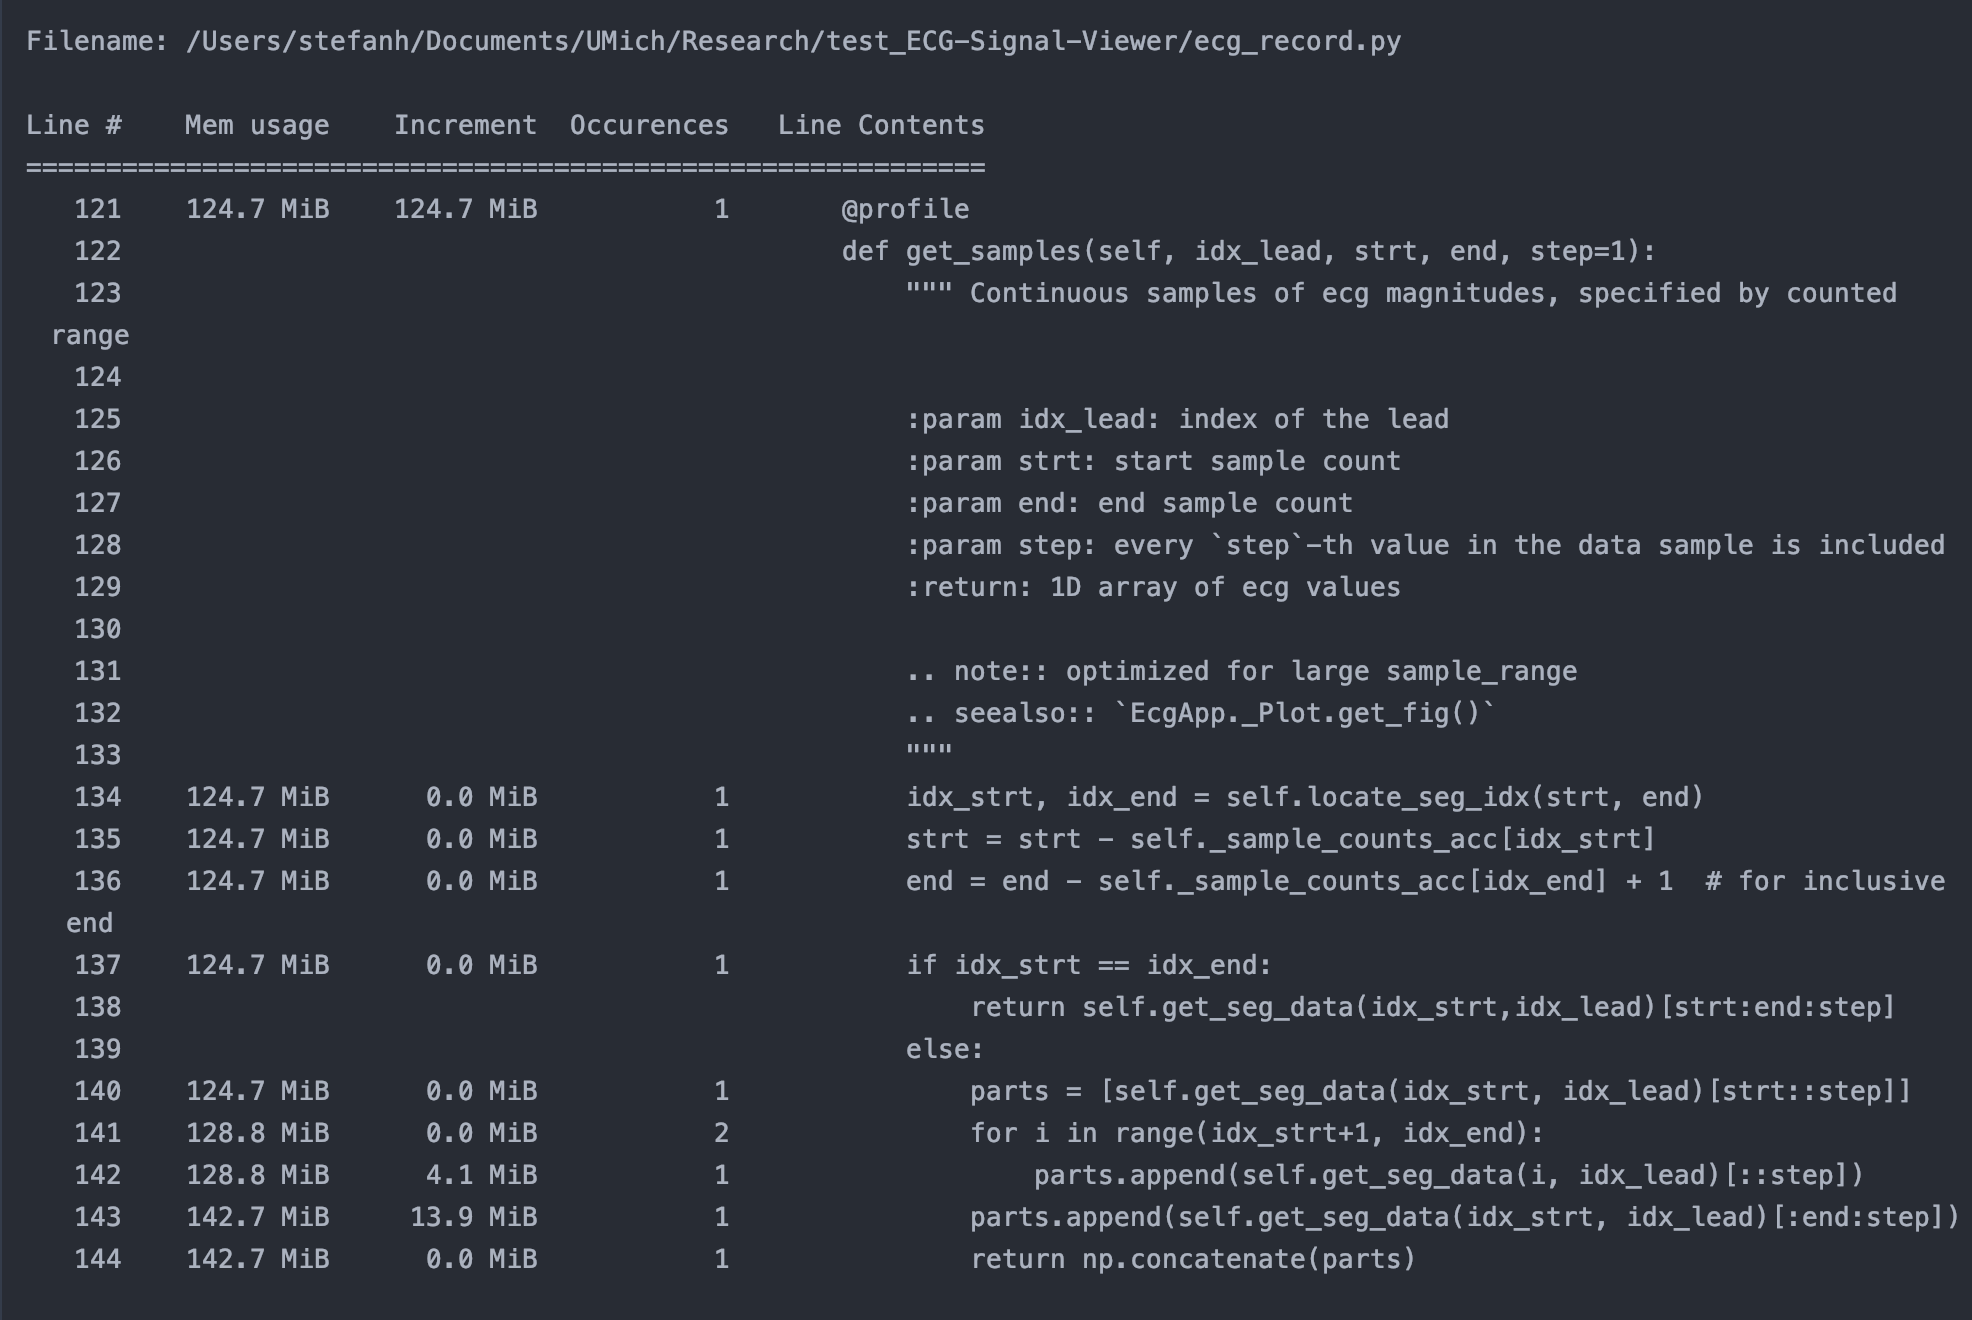 Filename: /Users/stefanh/Documents/UMich/Research/test_ECG-Signal-Viewer/ecg_record.py

Line #    Mem usage    Increment  Occurences   Line Contents
============================================================
   121    124.7 MiB    124.7 MiB           1       @profile
   122                                             def get_samples(self, idx_lead, strt, end, step=1):
   123                                                 """ Continuous samples of ecg magnitudes, specified by counted
 range
   124
   125                                                 :param idx_lead: index of the lead
   126                                                 :param strt: start sample count
   127                                                 :param end: end sample count
   128                                                 :param step: every `step`-th value in the data sample is included
   129                                                 :return: 1D array of ecg values
   130
   131                                                 .. note:: optimized for large sample_range
   132                                                 .. seealso:: `EcgApp._Plot.get_fig()`
   133                                                 """
   134    124.7 MiB      0.0 MiB           1           idx_strt, idx_end = self.locate_seg_idx(strt, end)
   135    124.7 MiB      0.0 MiB           1           strt = strt - self._sample_counts_acc[idx_strt]
   136    124.7 MiB      0.0 MiB           1           end = end - self._sample_counts_acc[idx_end] + 1  # for inclusive
  end
   137    124.7 MiB      0.0 MiB           1           if idx_strt == idx_end:
   138                                                     return self.get_seg_data(idx_strt,idx_lead)[strt:end:step]
   139                                                 else:
   140    124.7 MiB      0.0 MiB           1               parts = [self.get_seg_data(idx_strt, idx_lead)[strt::step]]
   141    128.8 MiB      0.0 MiB           2               for i in range(idx_strt+1, idx_end):
   142    128.8 MiB      4.1 MiB           1                   parts.append(self.get_seg_data(i, idx_lead)[::step])
   143    142.7 MiB     13.9 MiB           1               parts.append(self.get_seg_data(idx_strt, idx_lead)[:end:step])
   144    142.7 MiB      0.0 MiB           1               return np.concatenate(parts)